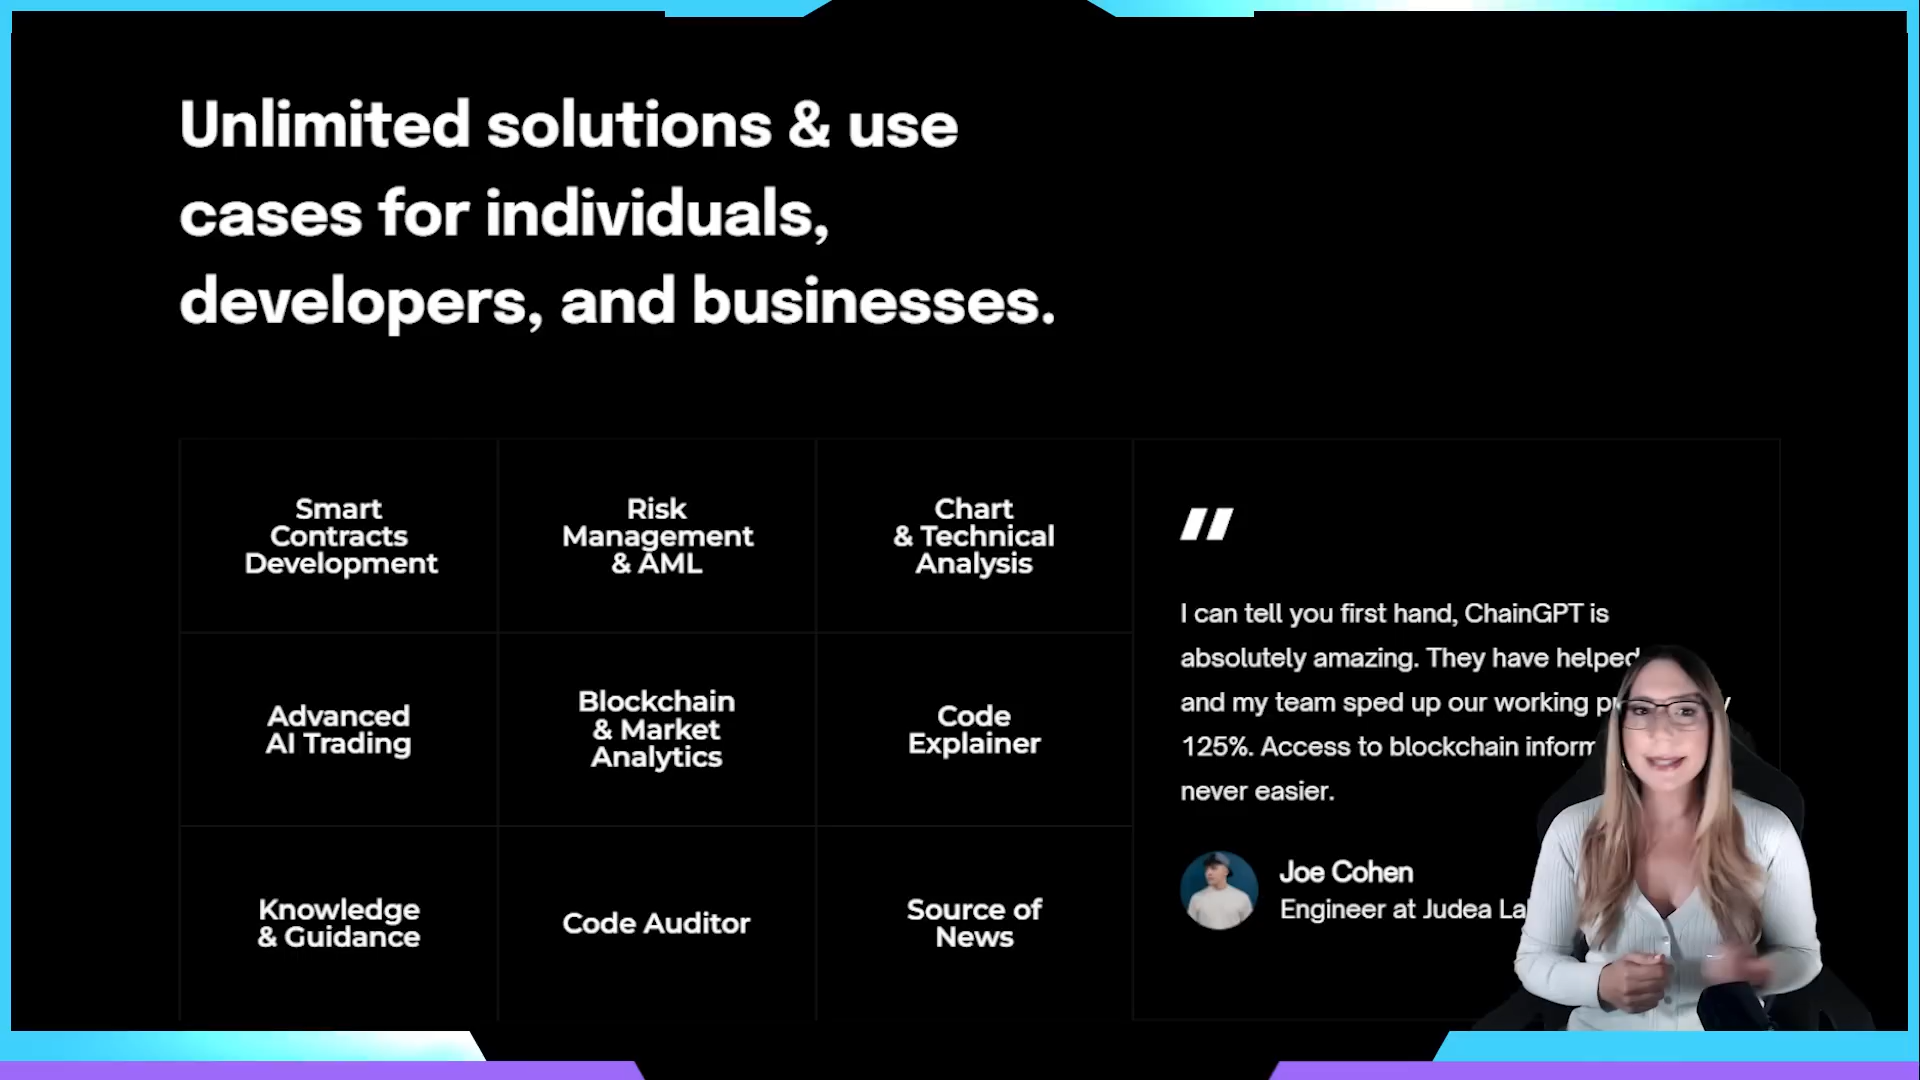 Unlimited solutions & use
cases for individuals,
developers, and businesses.
Smart
Contracts
Development
Risk
Management
& AML
Chart
& Technical
Analysis
Advanced
AI Trading
Blockchain
& Market
Analytics
Code
Explainer
Knowledge
& Guidance
Code Auditor
Source of
News
I can tell you first hand, ChainGPT is
absolutely amazing. They have helped
and my team sped up our working
125%. Access to blockchain
never easier.
Joe Cohen
Engineer at Judea